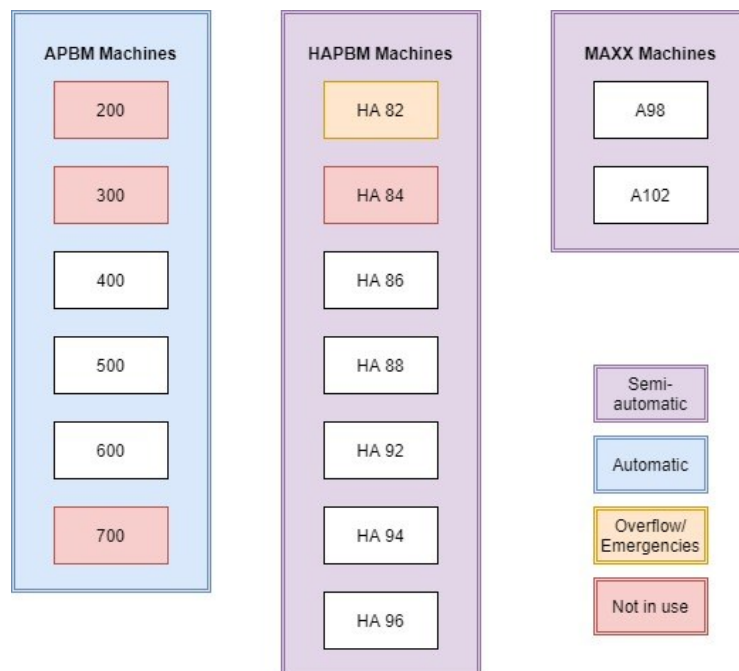 APBM Machines
200
300
400
500
600
700
HAPBM Machines
HA 82
HA 84
HA 86
HA 88
HA 92
HA 94
HA 96
MAXX Machines
A98
A102
Semi-
automatic
Automatic
Overflow/
Emergencies
Not in use